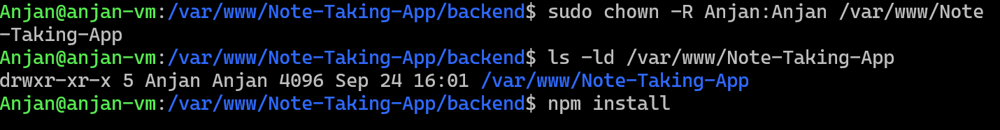 Anjan@anjan-vm:/var/www/Note-Taking-App/backend$ sudo chown -R Anjan:Anjan /var/www/Note
-Taking-App
Anjan@anjan-vm:/var/www/Note-Taking-App/backend$ ls -ld /var/www/Note-Taking-App
drwxr-xr-x 5 Anjan Anjan 4096 Sep 24 16:01 /var/www/Note-Taking-App
Anjan@anjan-vm:/var/www/Note-Taking-App/backend$ npm install